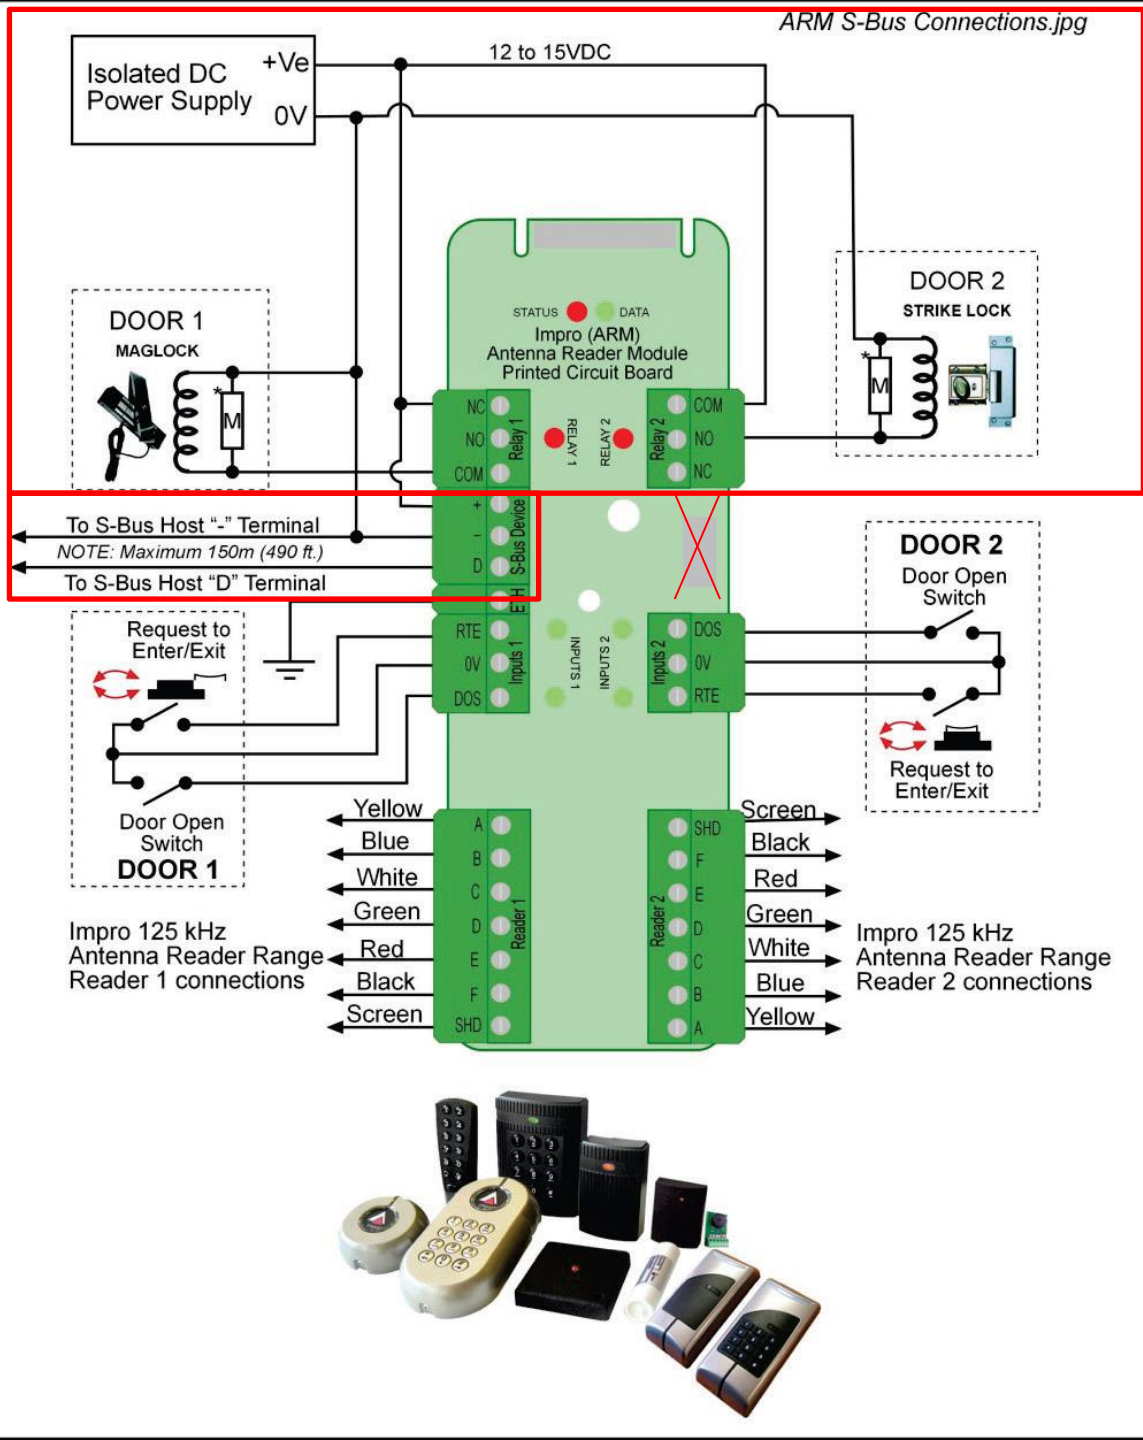 ARM S-Bus Connections.jpg
Isolated DC
Power Supply
+Ve
0V
12 to 15VDC
DOOR 1
MAGLOCK
*
M
DOOR 2
STRIKE LOCK
*
M
STATUS
DATA
Impro (ARM)
Antenna Reader Module
Printed Circuit Board
NC
NO
COM
Relay 1
RELAY 1
RELAY 2
Relay 2
COM
NO
NC
+
–
D
S-Bus Device
To S-Bus Host “-” Terminal
NOTE: Maximum 150m (490 ft.)
To S-Bus Host “D” Terminal
ETH
Request to
Enter/Exit
Door Open
Switch
DOOR 1
RTE
0V
DOS
Inputs 1
INPUTS 1
INPUTS 2
Inputs 2
DOS
0V
RTE
DOOR 2
Door Open
Switch
Request to
Enter/Exit
Yellow
Blue
White
Green
Red
Black
Screen
A
B
C
D
E
F
SHD
Reader 1
Reader 2
SHD
F
E
D
C
B
A
Screen
Black
Red
Green
White
Blue
Yellow
Impro 125 kHz
Antenna Reader Range
Reader 1 connections
Impro 125 kHz
Antenna Reader Range
Reader 2 connections